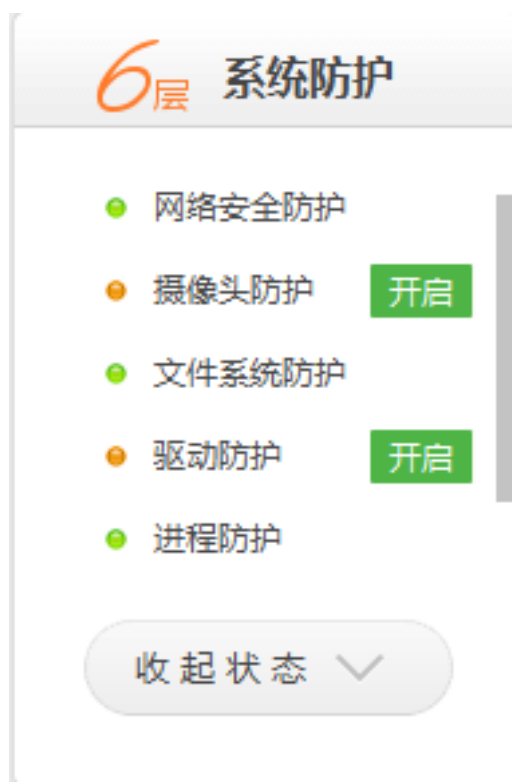 6层 系统防护
网络安全防护
摄像头防护 开启
文件系统防护
驱动防护 开启
进程防护
收起状态